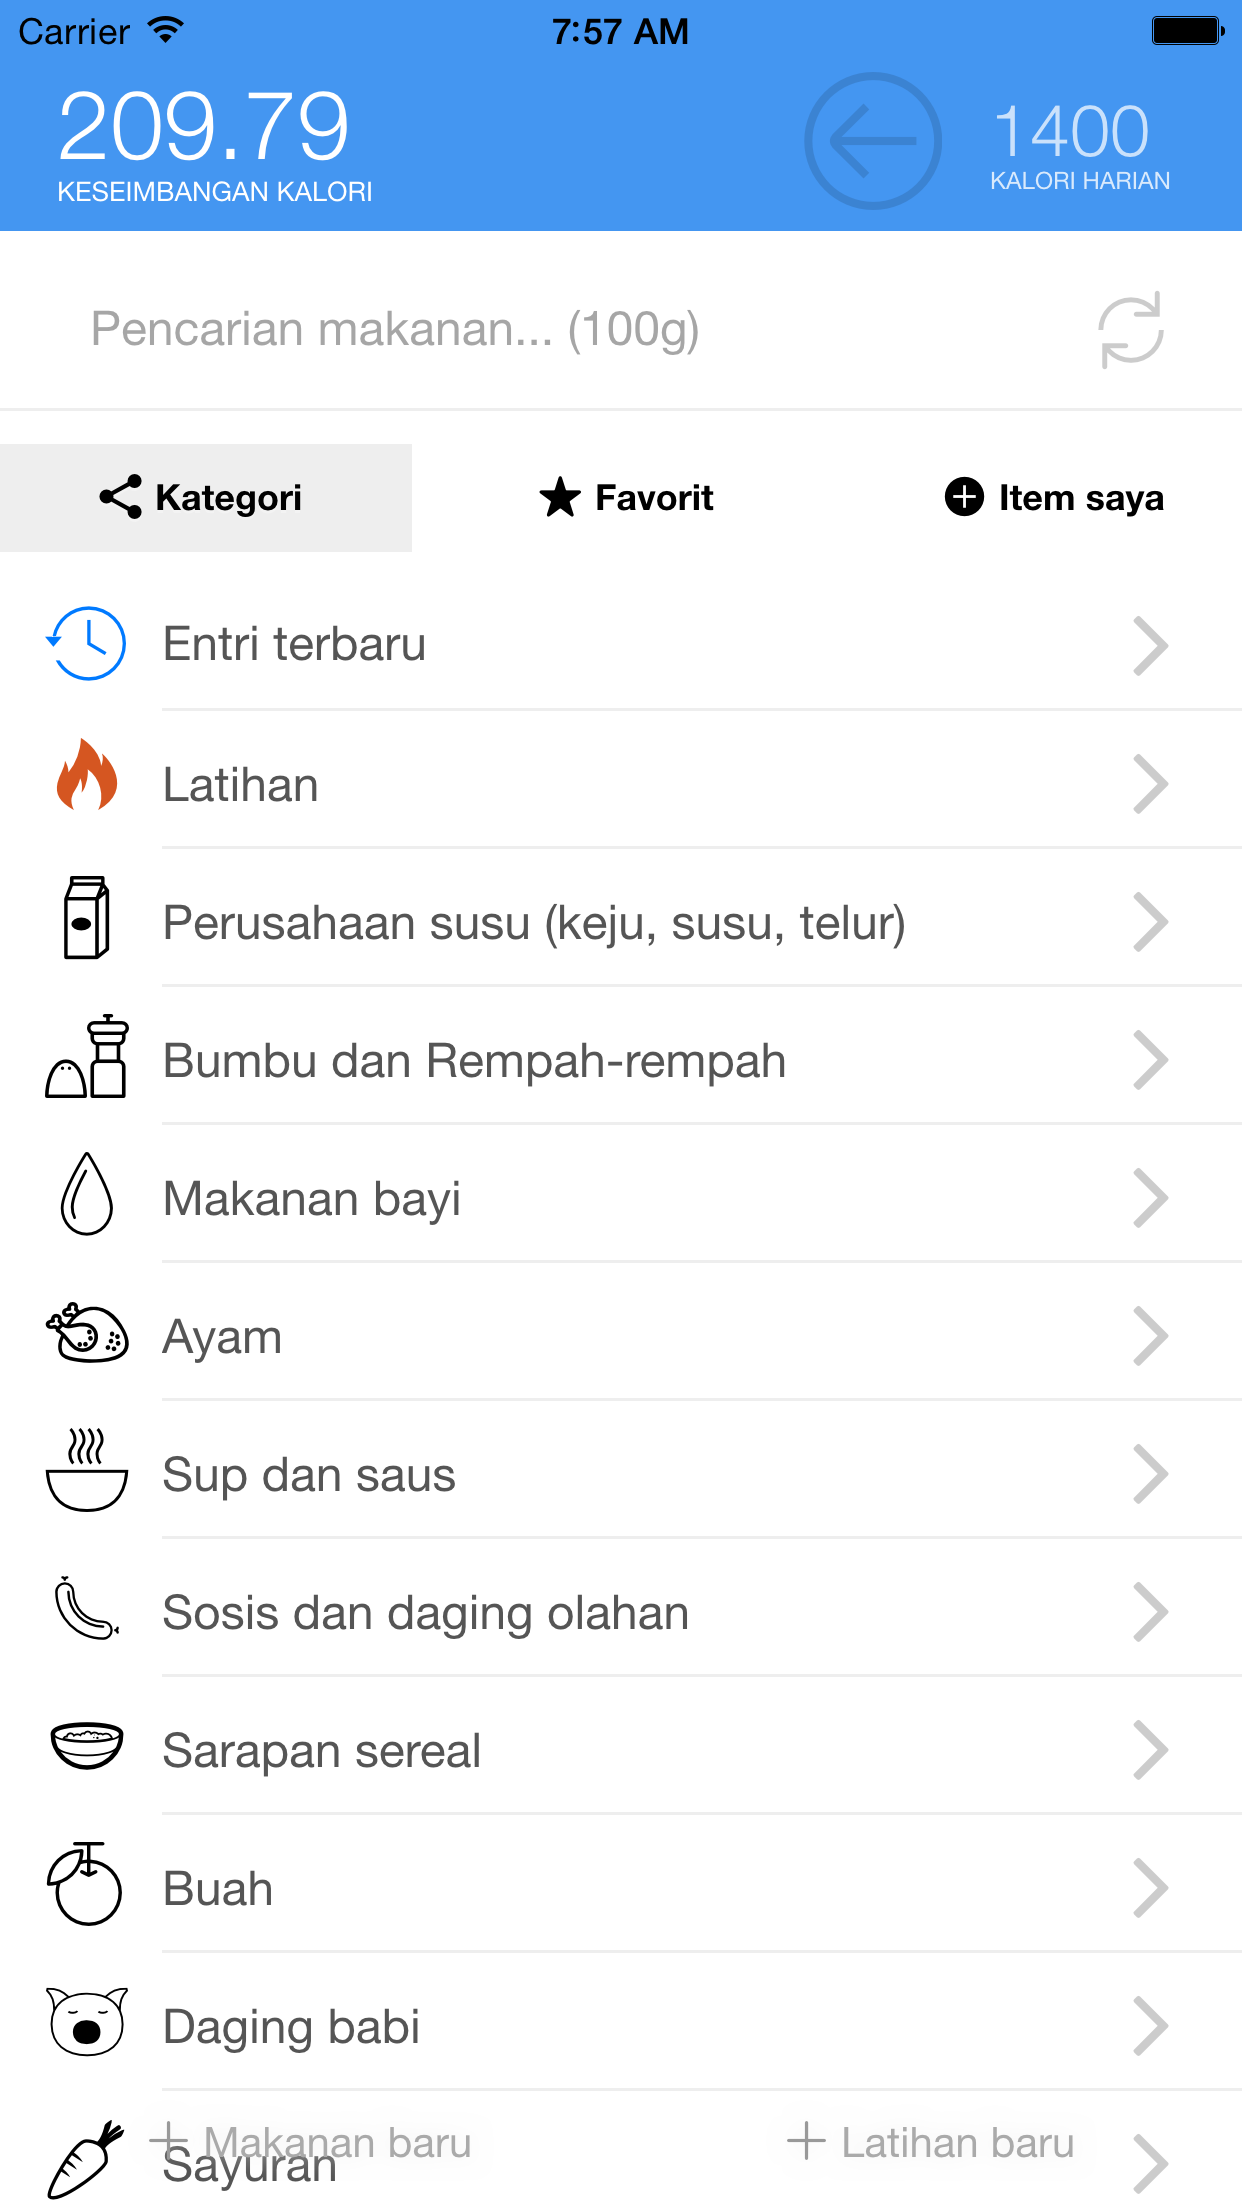 Carrier 7:57 AM
209.79
KESEIMBANGAN KALORI
1400
KALORI HARIAN
Pencarian makanan... (100g)
Kategori
Favorit
Item saya
Entri terbaru
Latihan
Perusahaan susu (keju, susu, telur)
Bumbu dan Rempah-rempah
Makanan bayi
Ayam
Sup dan saus
Sosis dan daging olahan
Sarapan sereal
Buah
Daging babi
Makanan baru
Latihan baru
Sayuran